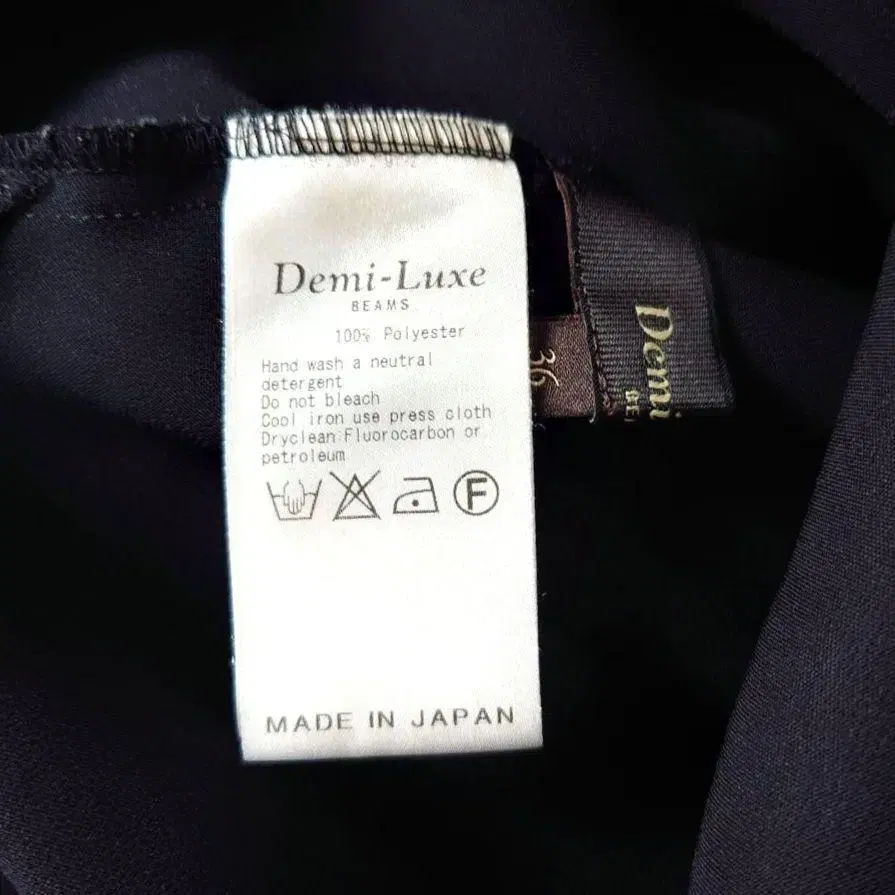 Demi-Luxe
BEAMS
100% Polyester
Hand wash a neutral
detergent
Do not bleach
Cool iron use press cloth
Dryclean Fluorocarbon or
petroleum
F
MADE IN JAPAN
36
Demi